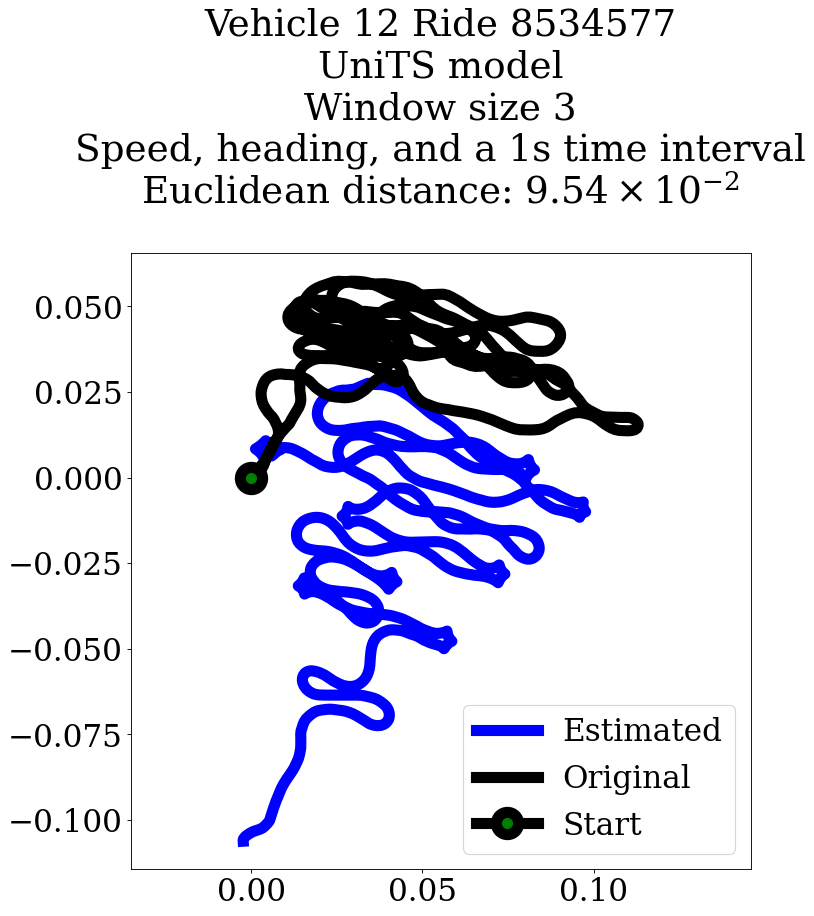 Vehicle 12 Ride 8534577
UniTS model
Window size 3
Speed, heading, and a 1s time interval
Euclidean distance: 9.54 × 10⁻²
0.050
0.025
0.000
−0.025
−0.050
−0.075
−0.100
Estimated
Original
Start
0.00 0.05 0.10